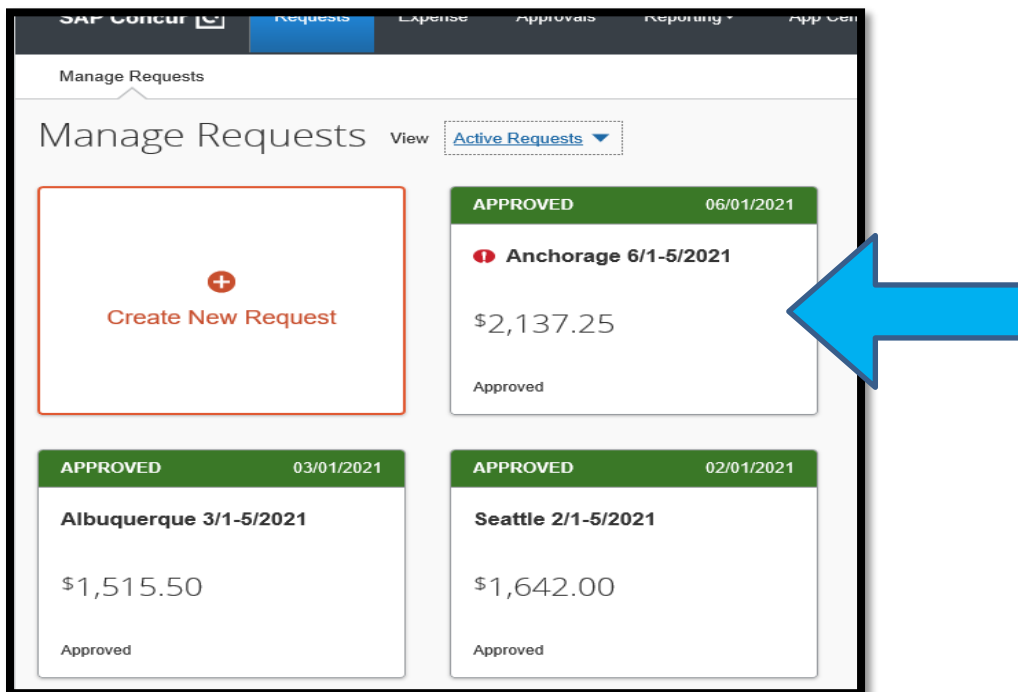 SAP Concur C
Requests Expense Approvals Reporting App Cen
Manage Requests
Manage Requests View Active Requests
APPROVED 06/01/2021
Anchorage 6/1-5/2021
$2,137.25
Approved
Create New Request
APPROVED 03/01/2021
Albuquerque 3/1-5/2021
$1,515.50
Approved
APPROVED 02/01/2021
Seattle 2/1-5/2021
$1,642.00
Approved